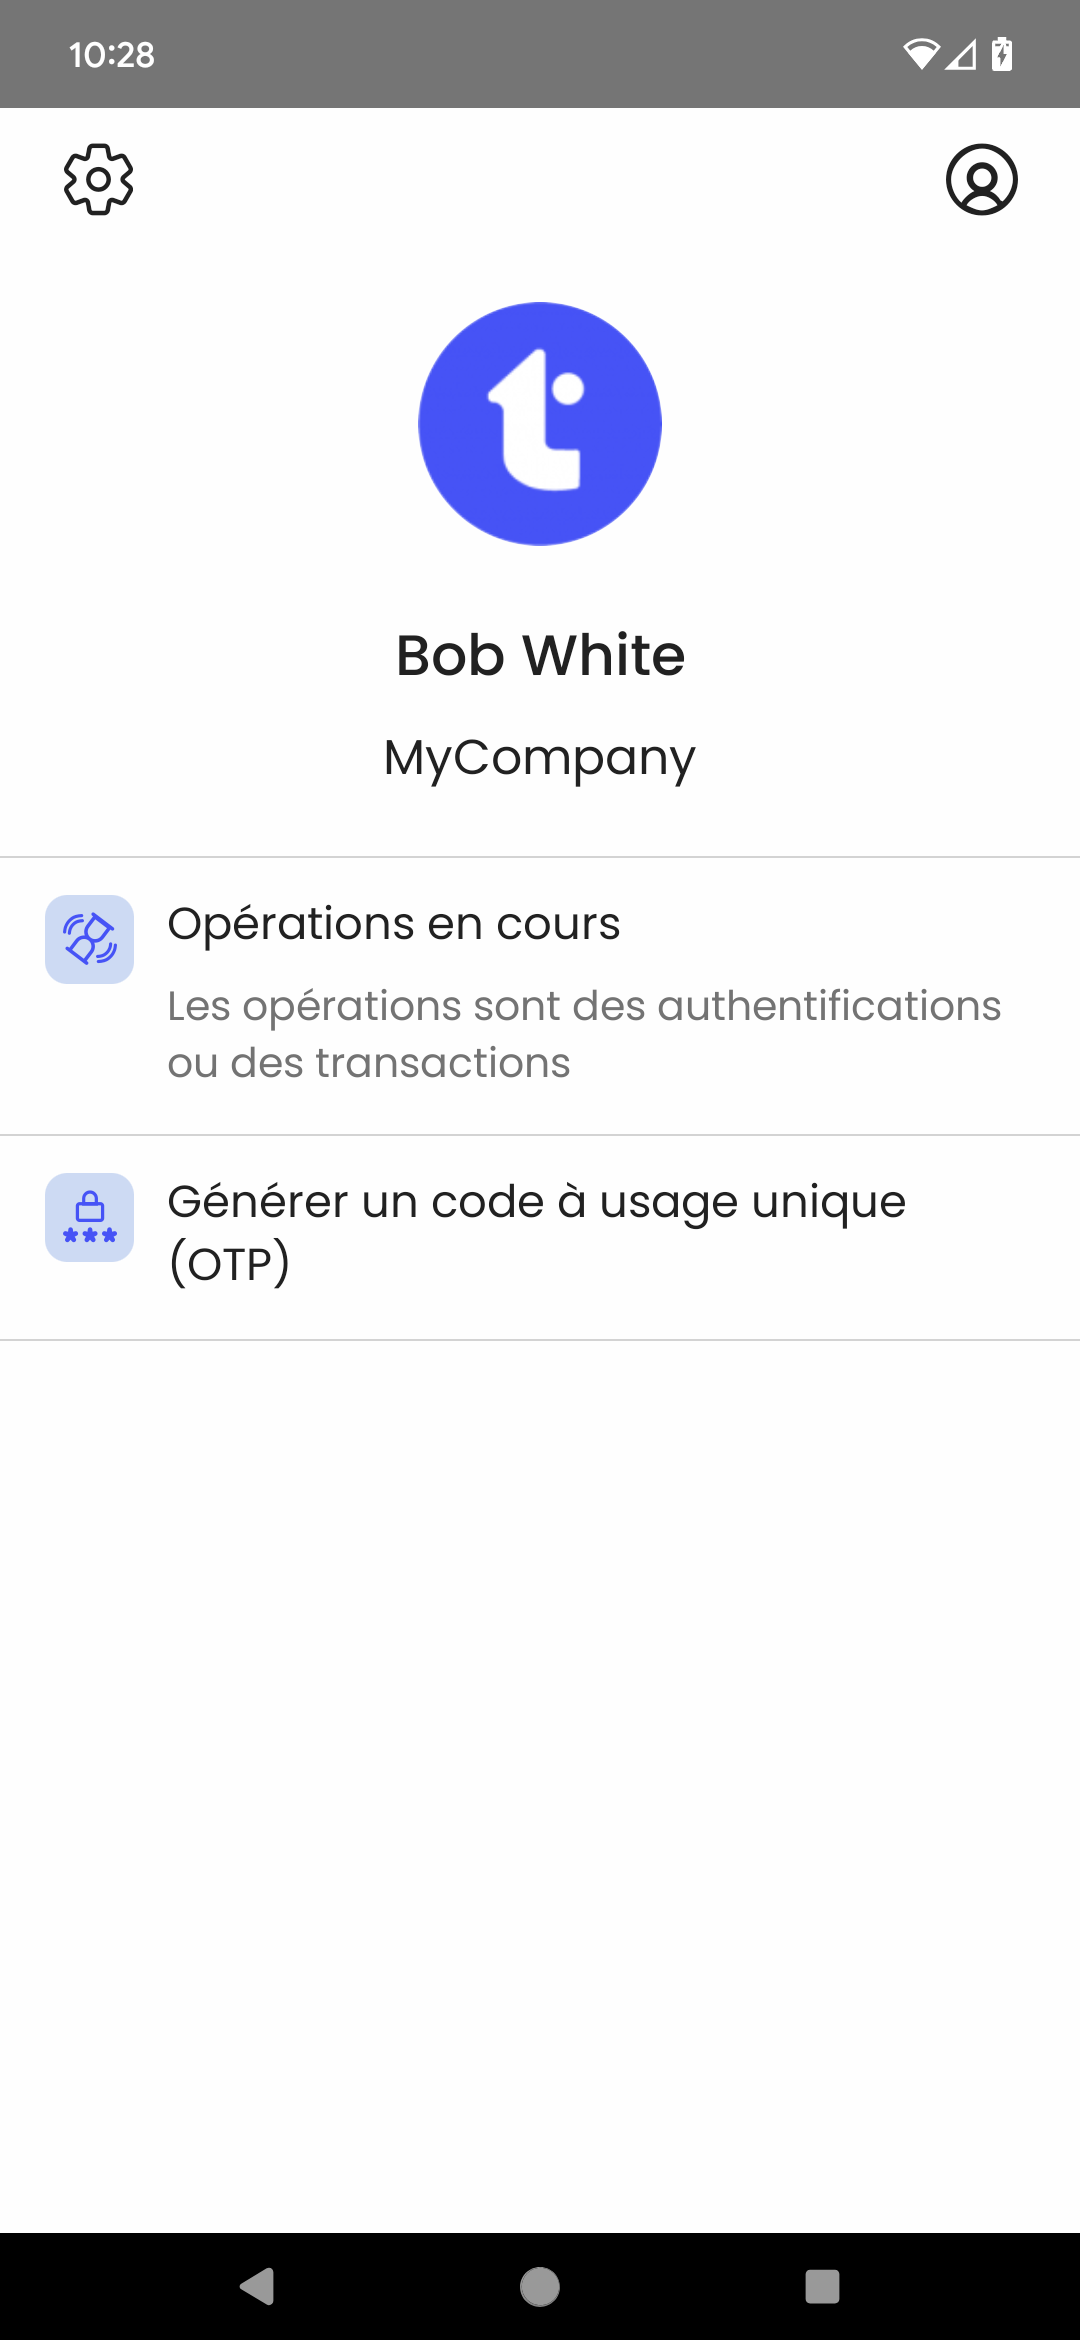 10:28
Bob White
MyCompany
Opérations en cours
Les opérations sont des authentifications
ou des transactions
Générer un code à usage unique
(OTP)